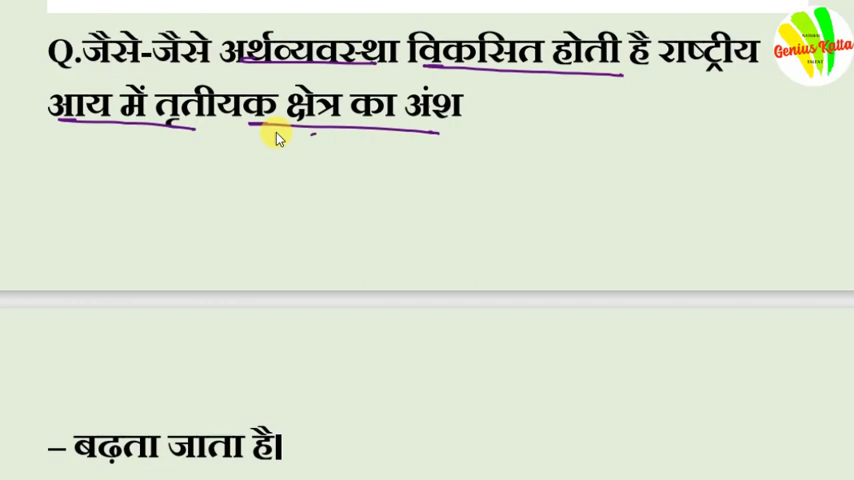 Q.जैसे-जैसे अर्थव्यवस्था विकसित होती है राष्ट्रीय
आय में तृतीयक क्षेत्र का अंश
Genius Katta
– बढ़ता जाता है|